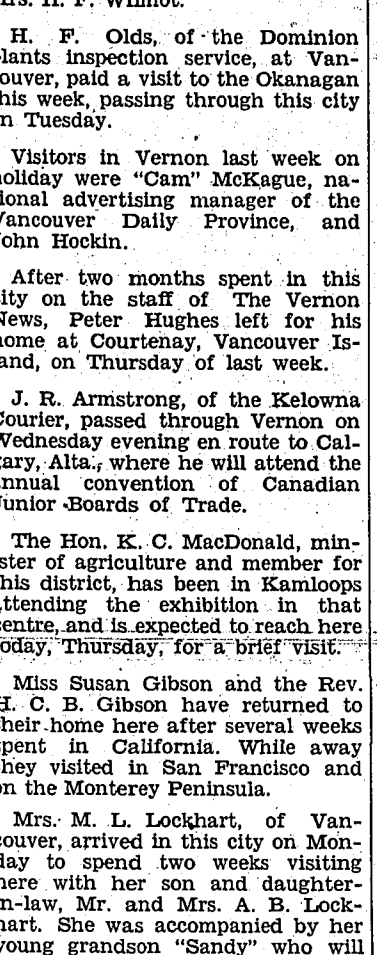 rs. H. F. Wilmot.
H. F. Olds, of the Dominion
lants inspection service, at Van-
ouver, paid a visit to the Okanagan
his week, passing through this city
n Tuesday.
Visitors in Vernon last week on
holiday were "Cam" McKague, na-
ional advertising manager of the
Vancouver Daily Province, and
John Hockin.
After two months spent in this
ity on the staff of The Vernon
News, Peter Hughes left for his
home at Courtenay, Vancouver Is-
and, on Thursday of last week.
J. R. Armstrong, of the Kelowna
Courier, passed through Vernon on
Wednesday evening en route to Cal-
gary, Alta., where he will attend the
annual convention of Canadian
Junior Boards of Trade.
The Hon. K. C. MacDonald, min-
ister of agriculture and member for
this district, has been in Kamloops
attending the exhibition in that
centre, and is expected to reach here
today, Thursday, for a brief visit.
Miss Susan Gibson and the Rev.
H. C. B. Gibson have returned to
their home here after several weeks
spent in California. While away
they visited in San Francisco and
on the Monterey Peninsula.
Mrs. M. L. Lockhart, of Van-
couver, arrived in this city on Mon-
day to spend two weeks visiting
here with her son and daughter-
in-law, Mr. and Mrs. A. B. Lock-
hart. She was accompanied by her
young grandson "Sandy" who will